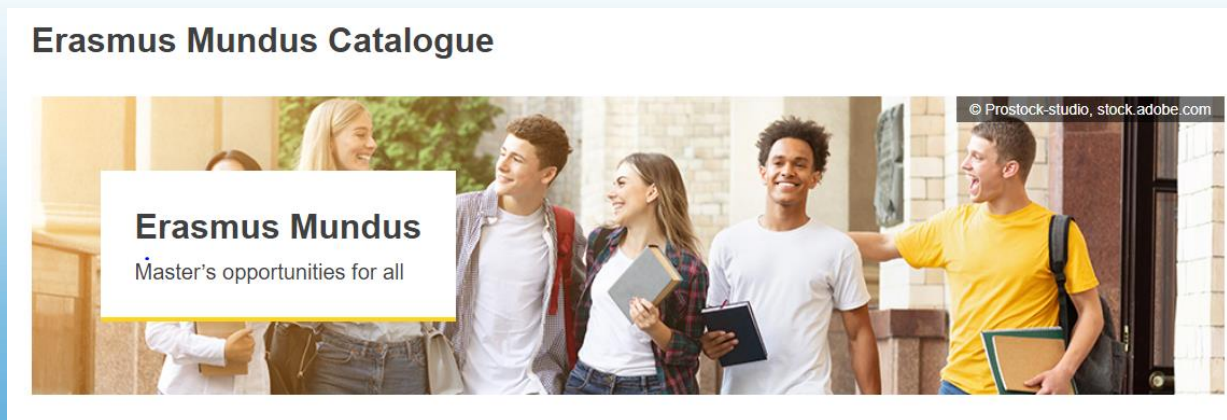 Erasmus Mundus Catalogue
© Prostock-studio, stock.adobe.com
Erasmus Mundus
Master’s opportunities for all